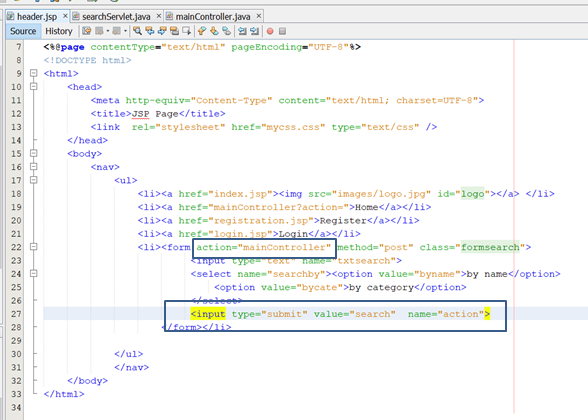 header.jsp searchServlet.java mainController.java
Source History
7 <%@page contentType="text/html" pageEncoding="UTF-8"%>
8 <!DOCTYPE html>
9 <html>
10 <head>
11 <meta http-equiv="Content-Type" content="text/html; charset=UTF-8">
12 <title>JSP Page</title>
13 <link rel="stylesheet" href="mycss.css" type="text/css" />
14 </head>
15 <body>
16 <nav>
17 <ul>
18 <li><a href="index.jsp"><img src="images/logo.jpg" id="logo"></a> </li>
19 <li><a href="mainController?action=">Home</a></li>
20 <li><a href="registration.jsp">Register</a></li>
21 <li><a href="login.jsp">Login</a></li>
22 <li><form action="mainController" method="post" class="formsearch">
23 <input type="text" name="txtsearch">
24 <select name="searchby"><option value="byname">by name</option>
25 <option value="bycate">by category</option>
26 </select>
27 <input type="submit" value="search" name="action">
28 </form></li>
29
30 </ul>
31 </nav>
32 </body>
33 </html>
34